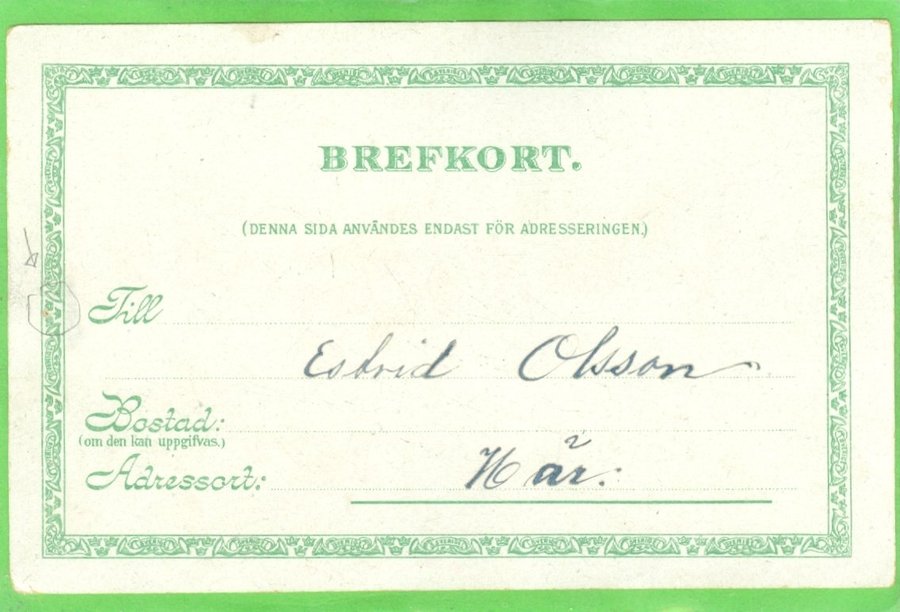 BREFKORT.
(DENNA SIDA ANVÄNDES ENDAST FÖR ADRESSERINGEN.)
Till
Estrid Olsson
Bostad:
(om den kan uppgifvas.)
Adressort: Här: